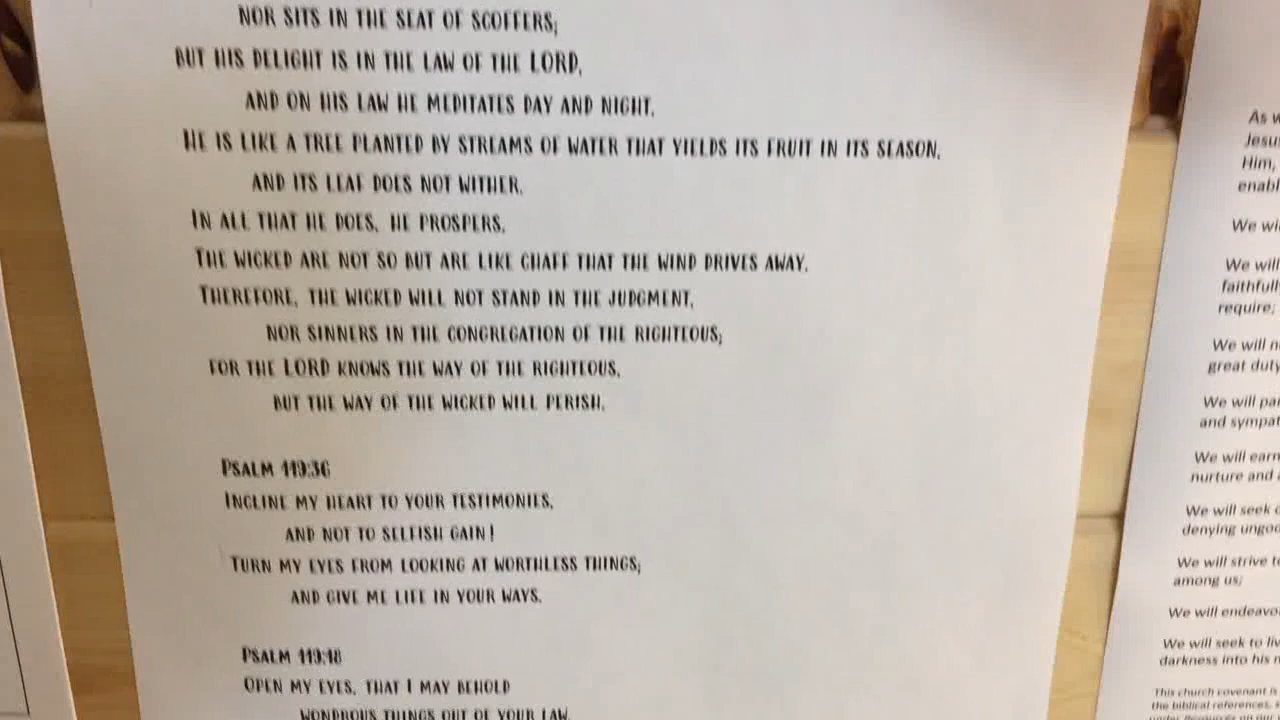 NOR SITS IN THE SEAT OF SCOFFERS;
BUT HIS DELIGHT IS IN THE LAW OF THE LORD,
AND ON HIS LAW HE MEDITATES DAY AND NIGHT.
HE IS LIKE A TREE PLANTED BY STREAMS OF WATER THAT YIELDS ITS FRUIT IN ITS SEASON,
AND ITS LEAF DOES NOT WITHER.
IN ALL THAT HE DOES, HE PROSPERS.
THE WICKED ARE NOT SO BUT ARE LIKE CHAFF THAT THE WIND DRIVES AWAY.
THEREFORE, THE WICKED WILL NOT STAND IN THE JUDGMENT,
NOR SINNERS IN THE CONGREGATION OF THE RIGHTEOUS;
FOR THE LORD KNOWS THE WAY OF THE RIGHTEOUS,
BUT THE WAY OF THE WICKED WILL PERISH.
PSALM 119:36
INCLINE MY HEART TO YOUR TESTIMONIES,
AND NOT TO SELFISH GAIN!
TURN MY EYES FROM LOOKING AT WORTHLESS THINGS;
AND GIVE ME LIFE IN YOUR WAYS.
PSALM 119:18
OPEN MY EYES, THAT I MAY BEHOLD
WONDROUS THINGS OUT OF YOUR LAW.
As
Him,
We
We will
require;
We will
great duty
We will
and
We will
nurture and
We will seek
denying
We will strive
among us;
We will
We will seek to
darkness into his
This church covenant is
the biblical references,